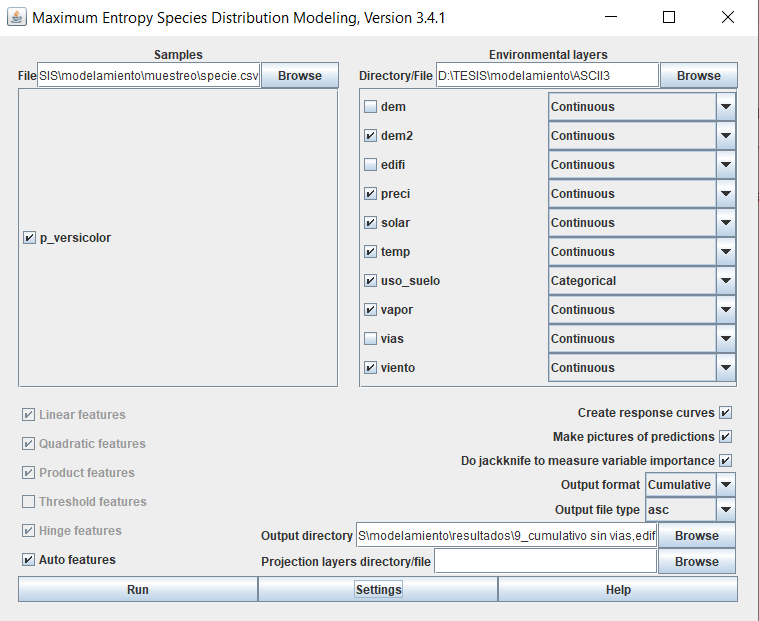 Maximum Entropy Species Distribution Modeling, Version 3.4.1
Samples
File SIS\modelamiento\muestreo\specie.csv Browse
p_versicolor
Environmental layers
Directory/File D:\TESIS\modelamiento\ASCII3 Browse
dem Continuous
dem2 Continuous
edifi Continuous
preci Continuous
solar Continuous
temp Continuous
uso_suelo Categorical
vapor Continuous
vias Continuous
viento Continuous
Linear features
Quadratic features
Product features
Threshold features
Hinge features
Auto features
Create response curves
Make pictures of predictions
Do jackknife to measure variable importance
Output format Cumulative
Output file type asc
Output directory S\modelamiento\resultados\9_cumulativo sin vias,edif Browse
Projection layers directory/file Browse
Run Settings Help